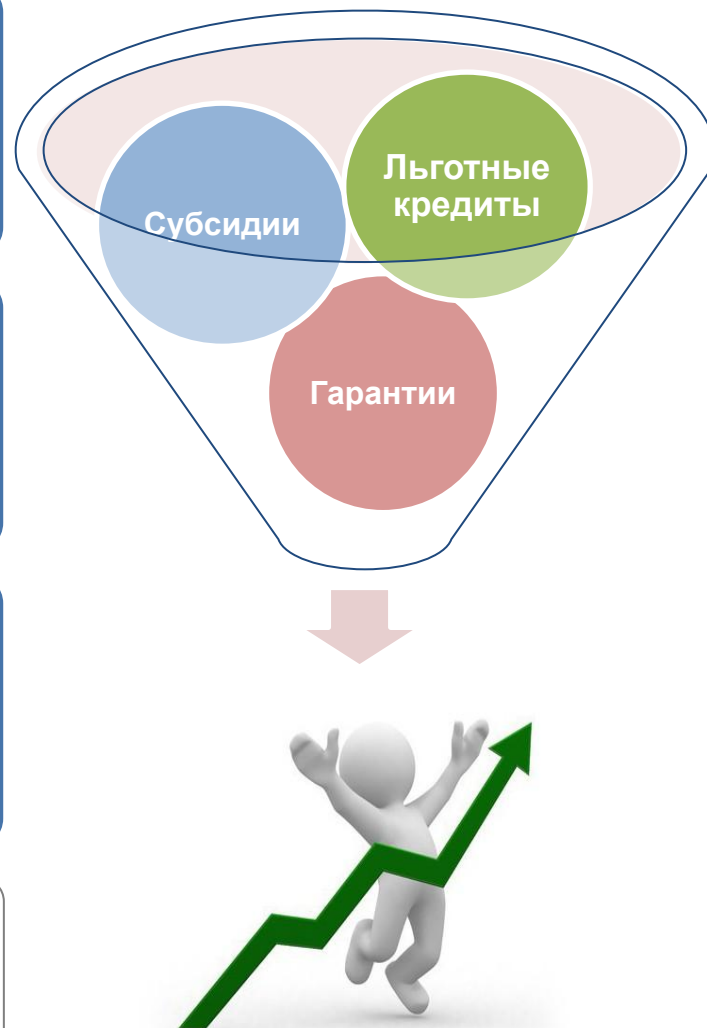 Льготные
кредиты
Субсидии
Гарантии